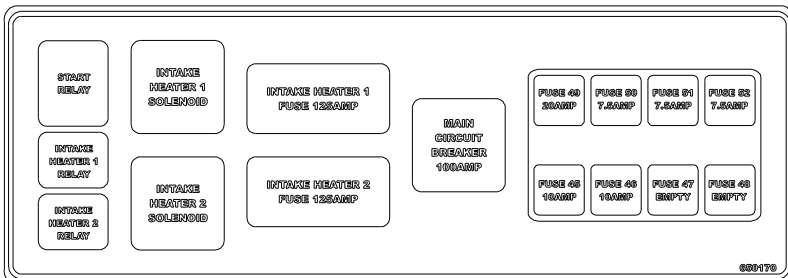 START
RELAY
INTAKE
HEATER 1
RELAY
INTAKE
HEATER 2
RELAY
INTAKE
HEATER 1
SOLENOID
INTAKE
HEATER 2
SOLENOID
INTAKE HEATER 1
FUSE 125AMP
INTAKE HEATER 2
FUSE 125AMP
MAIN
CIRCUIT
BREAKER
100AMP
FUSE 49
20AMP
FUSE 50
7.5AMP
FUSE 51
7.5AMP
FUSE 52
7.5AMP
FUSE 45
10AMP
FUSE 46
10AMP
FUSE 47
EMPTY
FUSE 48
EMPTY
650170